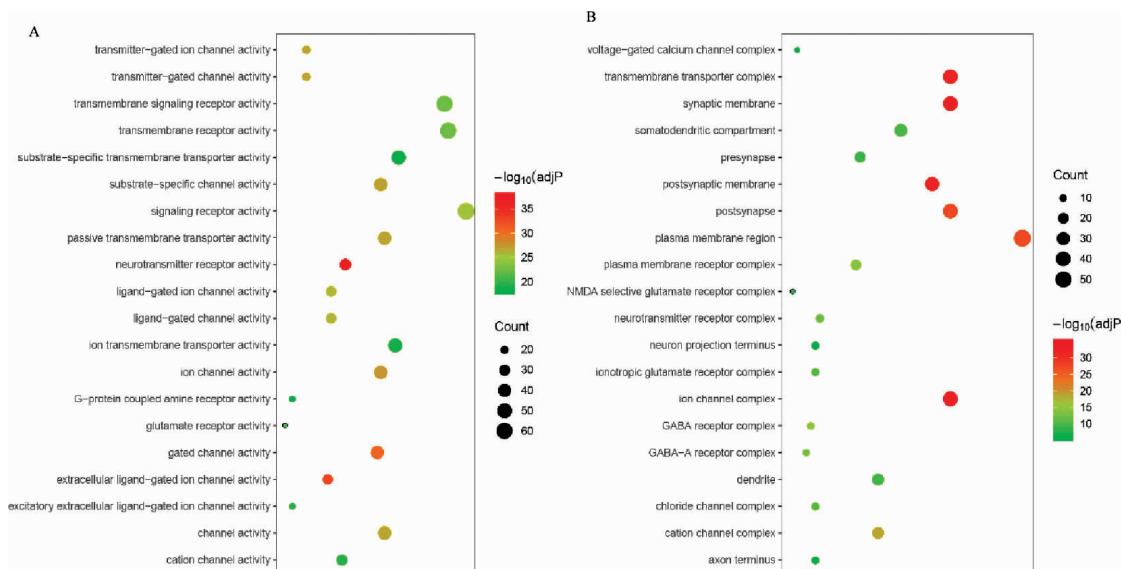 A
transmitter-gated ion channel activity
transmitter-gated channel activity
transmembrane signaling receptor activity
transmembrane receptor activity
substrate-specific transmembrane transporter activity
substrate-specific channel activity
signaling receptor activity
passive transmembrane transporter activity
neurotransmitter receptor activity
ligand-gated ion channel activity
ligand-gated channel activity
ion transmembrane transporter activity
ion channel activity
G-protein coupled amine receptor activity
glutamate receptor activity
gated channel activity
extracellular ligand-gated ion channel activity
excitatory extracellular ligand-gated ion channel activity
channel activity
cation channel activity
−log10(adjP
35
30
25
20
Count
20
30
40
50
60
B
voltage-gated calcium channel complex
transmembrane transporter complex
synaptic membrane
somatodendritic compartment
presynapse
postsynaptic membrane
postsynapse
plasma membrane region
plasma membrane receptor complex
NMDA selective glutamate receptor complex
neurotransmitter receptor complex
neuron projection terminus
ionotropic glutamate receptor complex
ion channel complex
GABA receptor complex
GABA-A receptor complex
dendrite
chloride channel complex
cation channel complex
axon terminus
Count
10
20
30
40
50
−log10(adjP
30
25
20
15
10